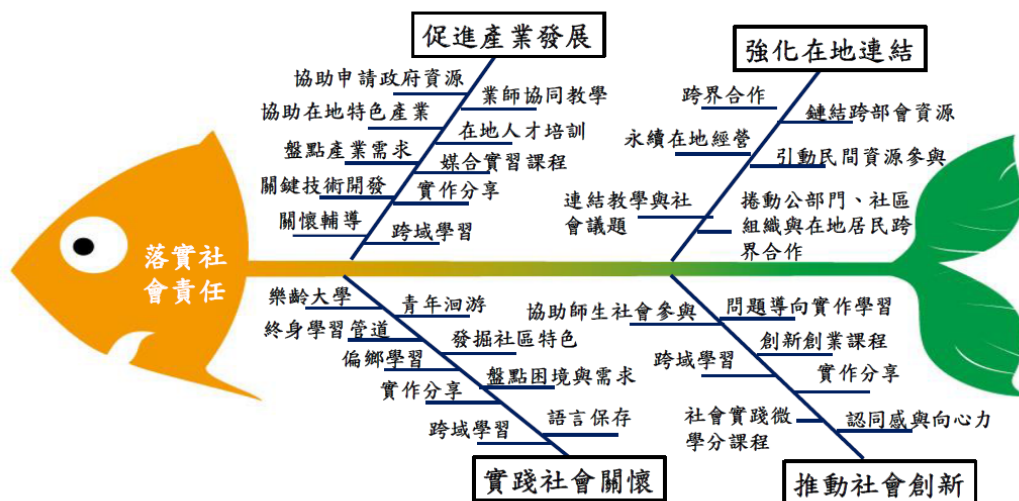 促進產業發展
協助申請政府資源
協助在地特色產業
盤點產業需求
關鍵技術開發
關懷輔導
業師協同教學
在地人才培訓
媒合實習課程
實作分享
跨域學習
強化在地連結
跨界合作
永續在地經營
連結教學與社
會議題
鏈結跨部會資源
引動民間資源參與
捲動公部門、社區
組織與在地居民跨
界合作
落實社
會責任
樂齡大學
終身學習管道
偏鄉學習
實作分享
跨域學習
青年洄游
發掘社區特色
盤點困境與需求
語言保存
實踐社會關懷
協助師生社會參與
跨域學習
社會實踐微
學分課程
問題導向實作學習
創新創業課程
實作分享
認同感與向心力
推動社會創新